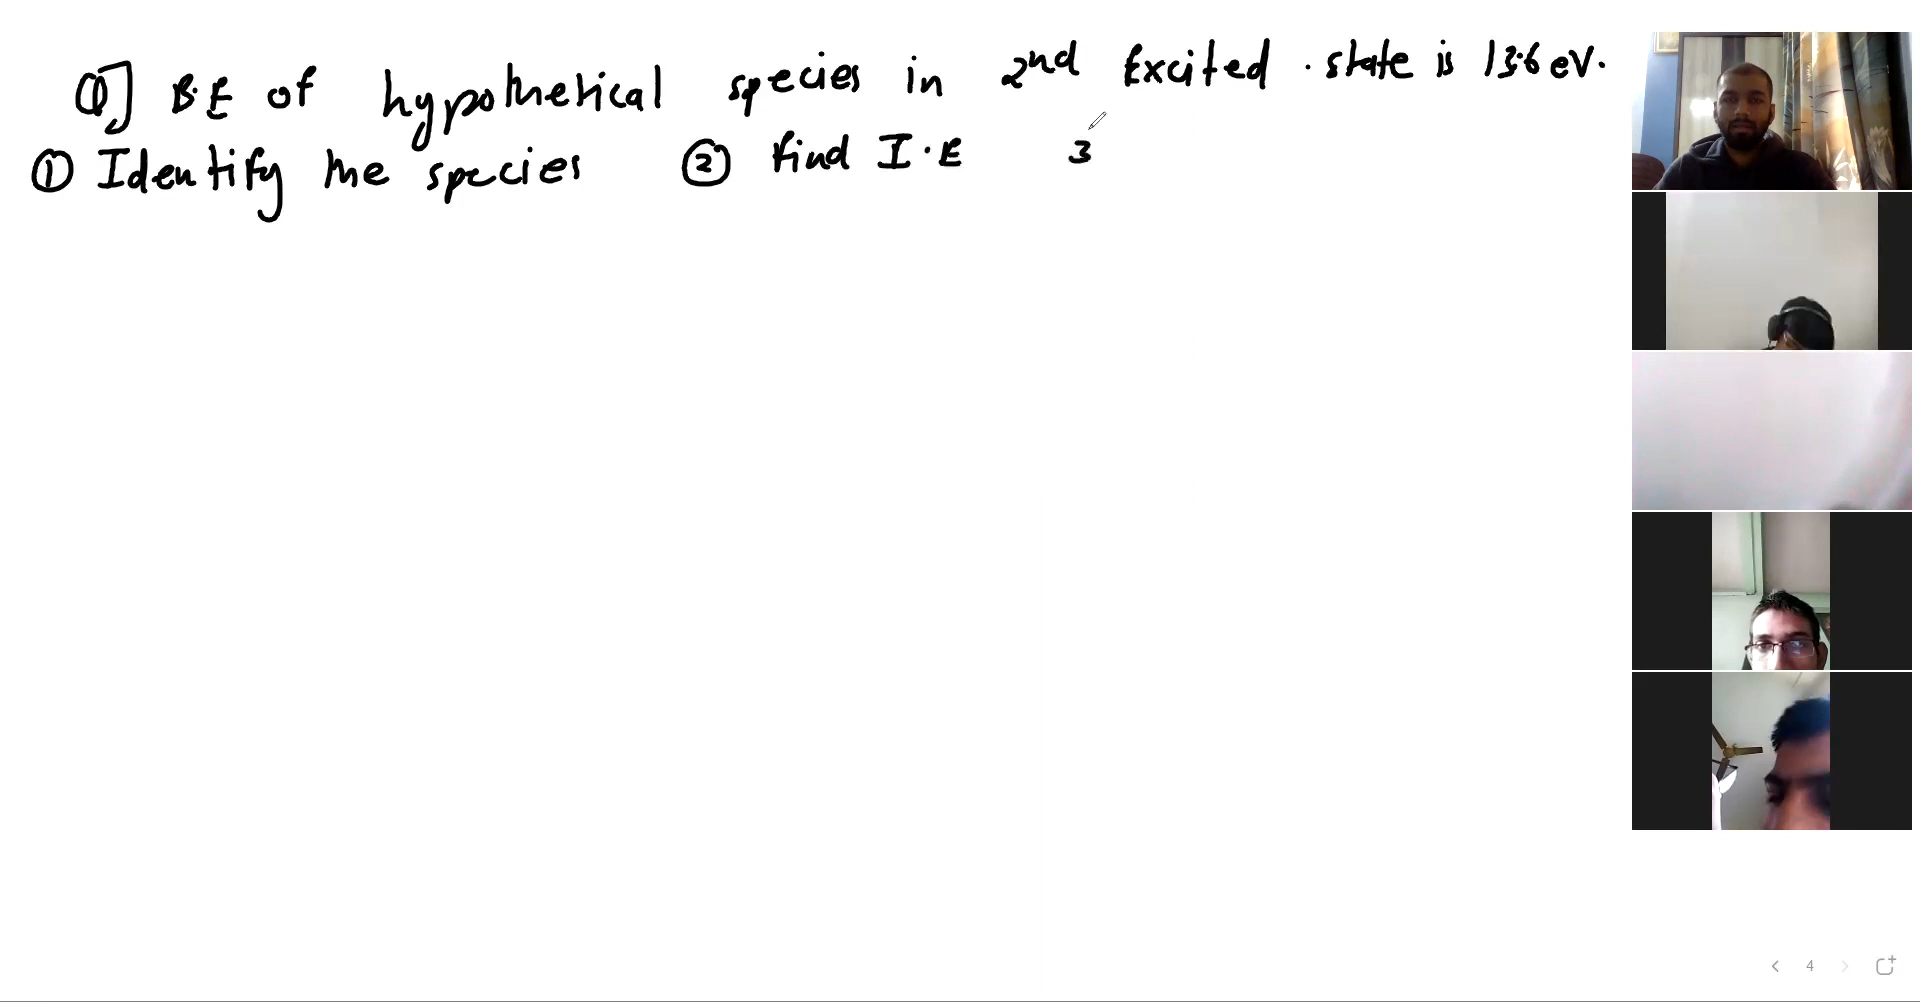 Q] B.E of hypothetical species in 2nd Excited . state is 13.6 eV.
① Identify the species ② find I.E 3
4